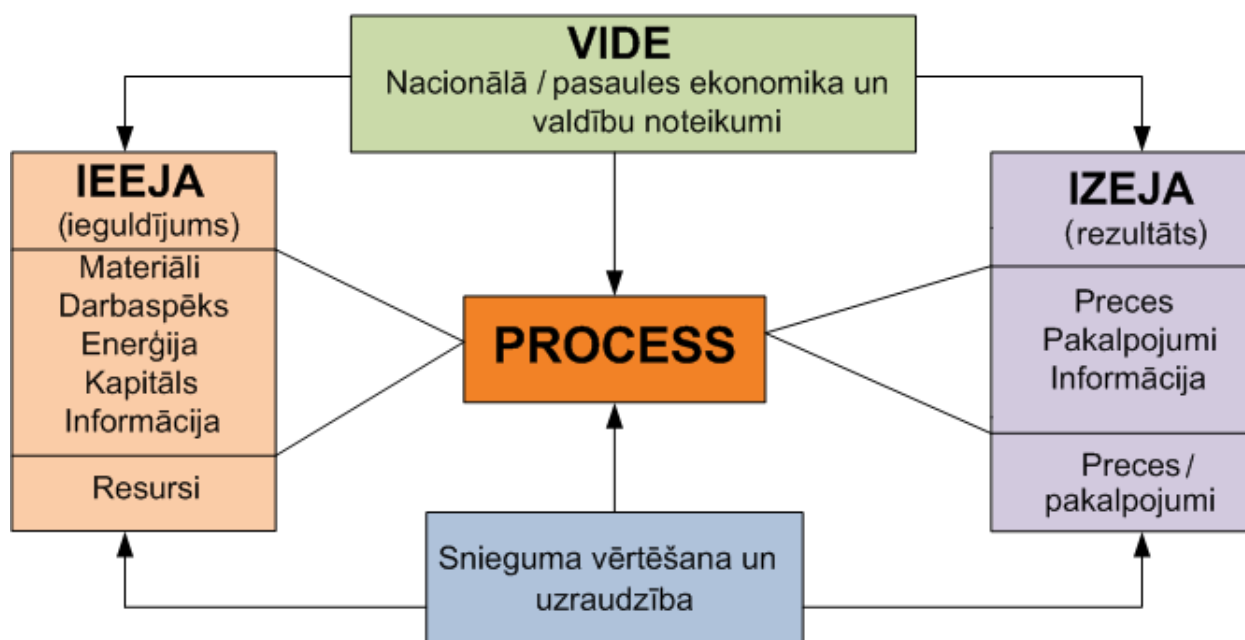 VIDE
Nacionālā / pasaules ekonomika un
valdību noteikumi
IEEJA
(ieguldījums)
Materiāli
Darbaspēks
Enerģija
Kapitāls
Informācija
Resursi
PROCESS
IZEJA
(rezultāts)
Preces
Pakalpojumi
Informācija
Preces /
pakalpojumi
Snieguma vērtēšana un
uzraudzība